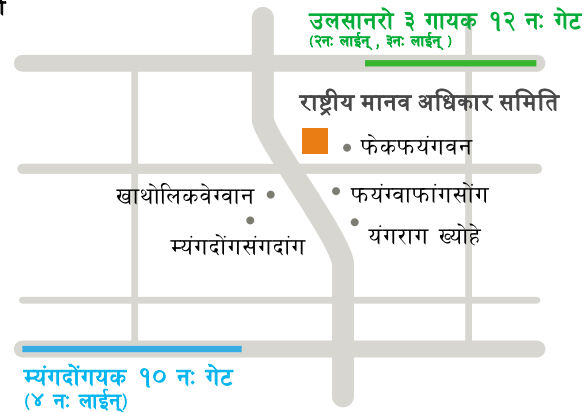 उलसानरो ३ गायक १२ नः गेट
(२नः लाईन् , ३नः लाईन् )
राष्ट्रीय मानव अधिकार समिति
फेकफयंगवन
खाथोलिकवेग्वान
फयंग्वाफांगसोंग
म्यंगदोंगसंगदांग
यंगराग ख्योहे
म्यंगदोंगयक १० नः गेट
(४ नः लाईन्)